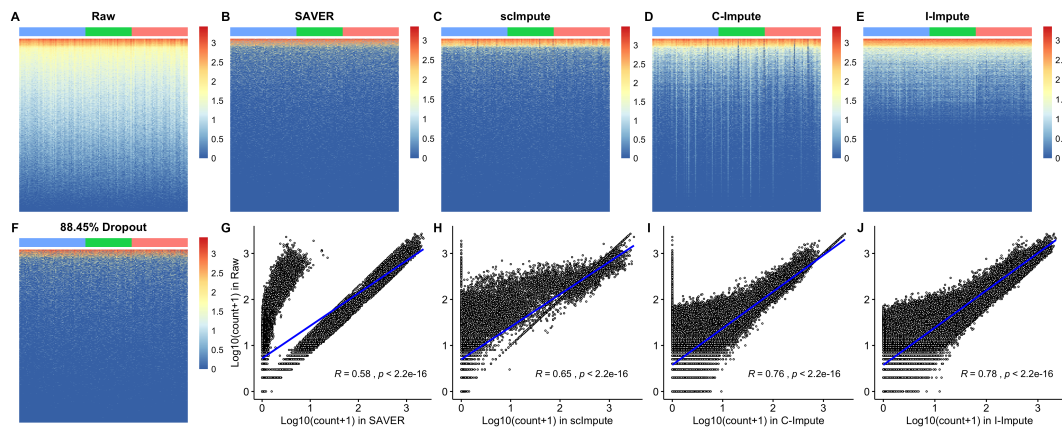 A Raw
3
2.5
2
1.5
1
0.5
0
B SAVER
3
2.5
2
1.5
1
0.5
0
C scImpute
3
2.5
2
1.5
1
0.5
0
D C-Impute
3
2.5
2
1.5
1
0.5
0
E I-Impute
3
2.5
2
1.5
1
0.5
0
F 88.45% Dropout
3
2.5
2
1.5
1
0.5
0
G
Log10(count+1) in Raw
3
2
1
0
R = 0.58 , p < 2.2e-16
0 1 2 3
Log10(count+1) in SAVER
H
3
2
1
0
R = 0.65 , p < 2.2e-16
0 1 2 3
Log10(count+1) in scImpute
I
3
2
1
0
R = 0.76 , p < 2.2e-16
0 1 2 3
Log10(count+1) in C-Impute
J
3
2
1
0
R = 0.78 , p < 2.2e-16
0 1 2 3
Log10(count+1) in I-Impute